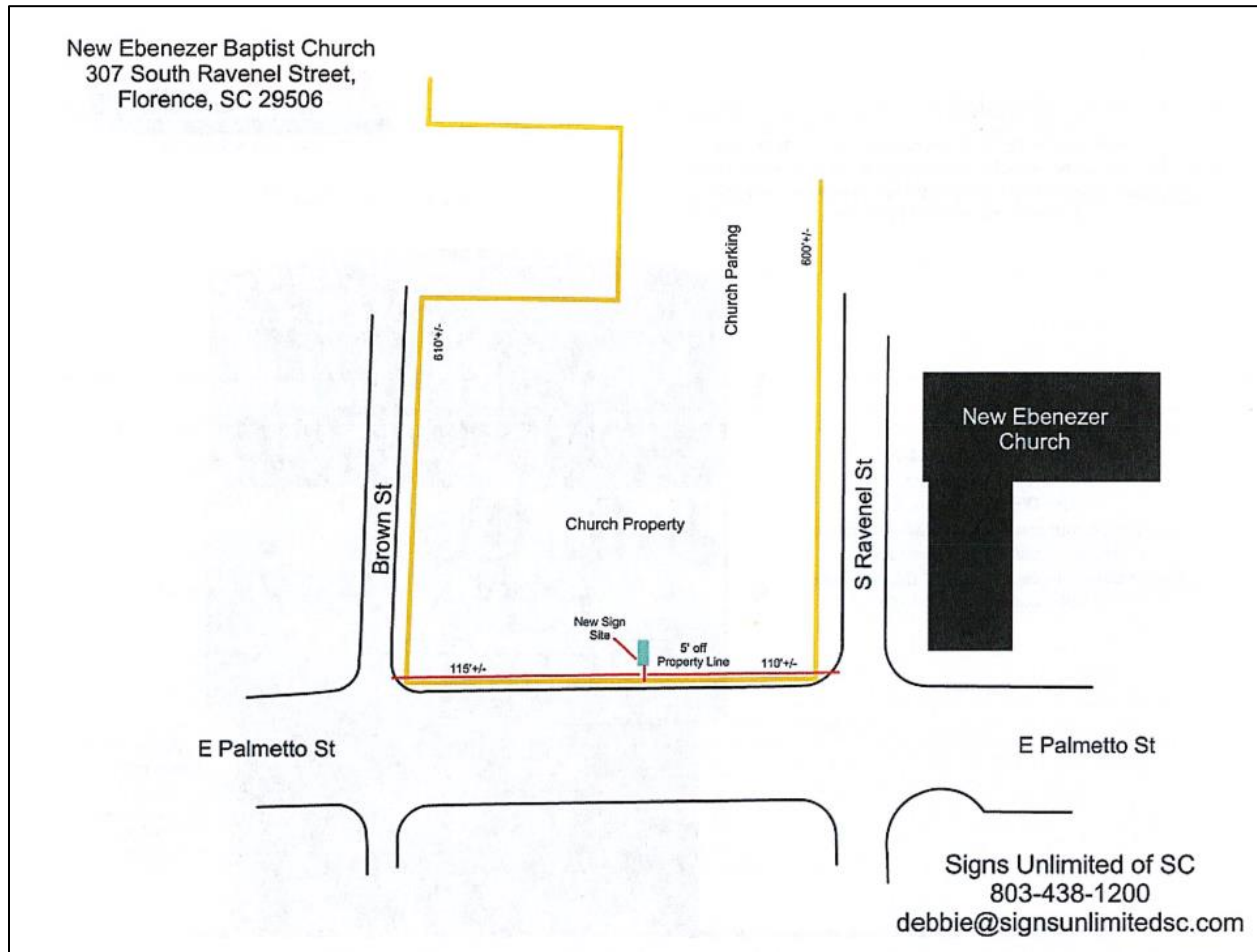 New Ebenezer Baptist Church
307 South Ravenel Street,
Florence, SC 29506
Church Parking
600'+/-
610'+/-
New Ebenezer
Church
Brown St
Church Property
S Ravenel St
New Sign
Site
5' off
Property Line
115'+/-
110'+/-
E Palmetto St
E Palmetto St
Signs Unlimited of SC
803-438-1200
debbie@signsunlimitedsc.com